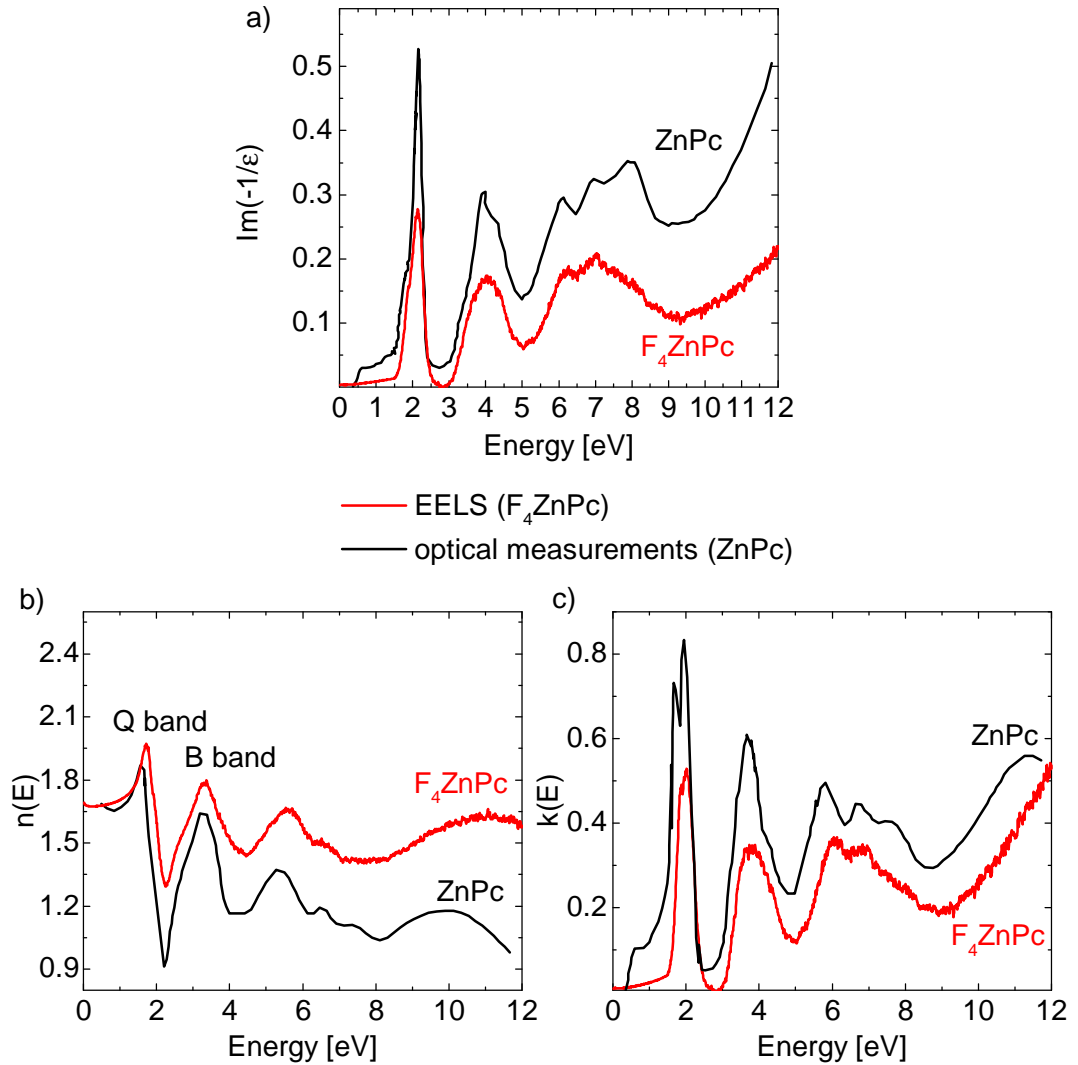 a)
Im(-1/ε)
0.5
0.4
0.3
0.2
0.1
ZnPc
F₄ZnPc
0 1 2 3 4 5 6 7 8 9 10 11 12
Energy [eV]
EELS (F₄ZnPc)
optical measurements (ZnPc)
b)
n(E)
2.4
2.1
1.8
1.5
1.2
0.9
Q band
B band
F₄ZnPc
ZnPc
0 2 4 6 8 10 12
Energy [eV]
c)
k(E)
0.8
0.6
0.4
0.2
ZnPc
F₄ZnPc
0 2 4 6 8 10 12
Energy [eV]